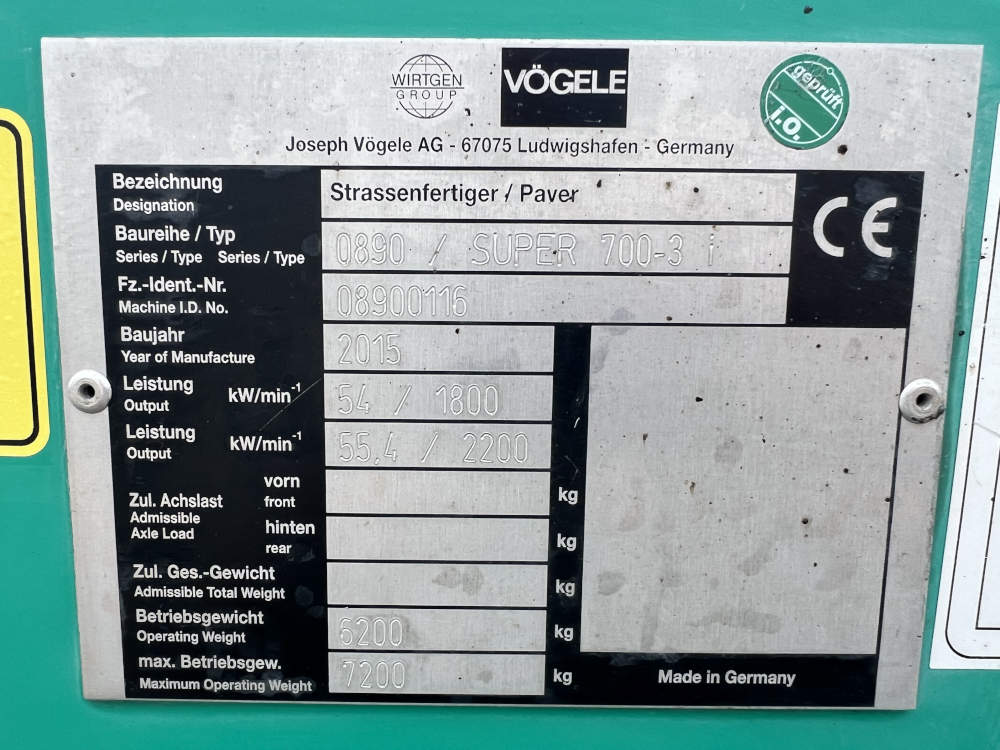 WIRTGEN
GROUP
VÖGELE
geprüft
i.O.
Joseph Vögele AG - 67075 Ludwigshafen - Germany
Bezeichnung
Designation
Strassenfertiger / Paver
CE
Baureihe / Typ
Series / Type Series / Type
0890 / SUPER 700-3 i
Fz.-Ident.-Nr.
Machine I.D. No.
08900116
Baujahr
Year of Manufacture
2015
Leistung kW/min⁻¹
Output
54 / 1800
Leistung kW/min⁻¹
Output
55,4 / 2200
Zul. Achslast
Admissible
Axle Load
vorn
front
kg
hinten
rear
kg
Zul. Ges.-Gewicht
Admissible Total Weight
kg
Betriebsgewicht
Operating Weight
6200 kg
max. Betriebsgew.
Maximum Operating Weight
7200 kg
Made in Germany